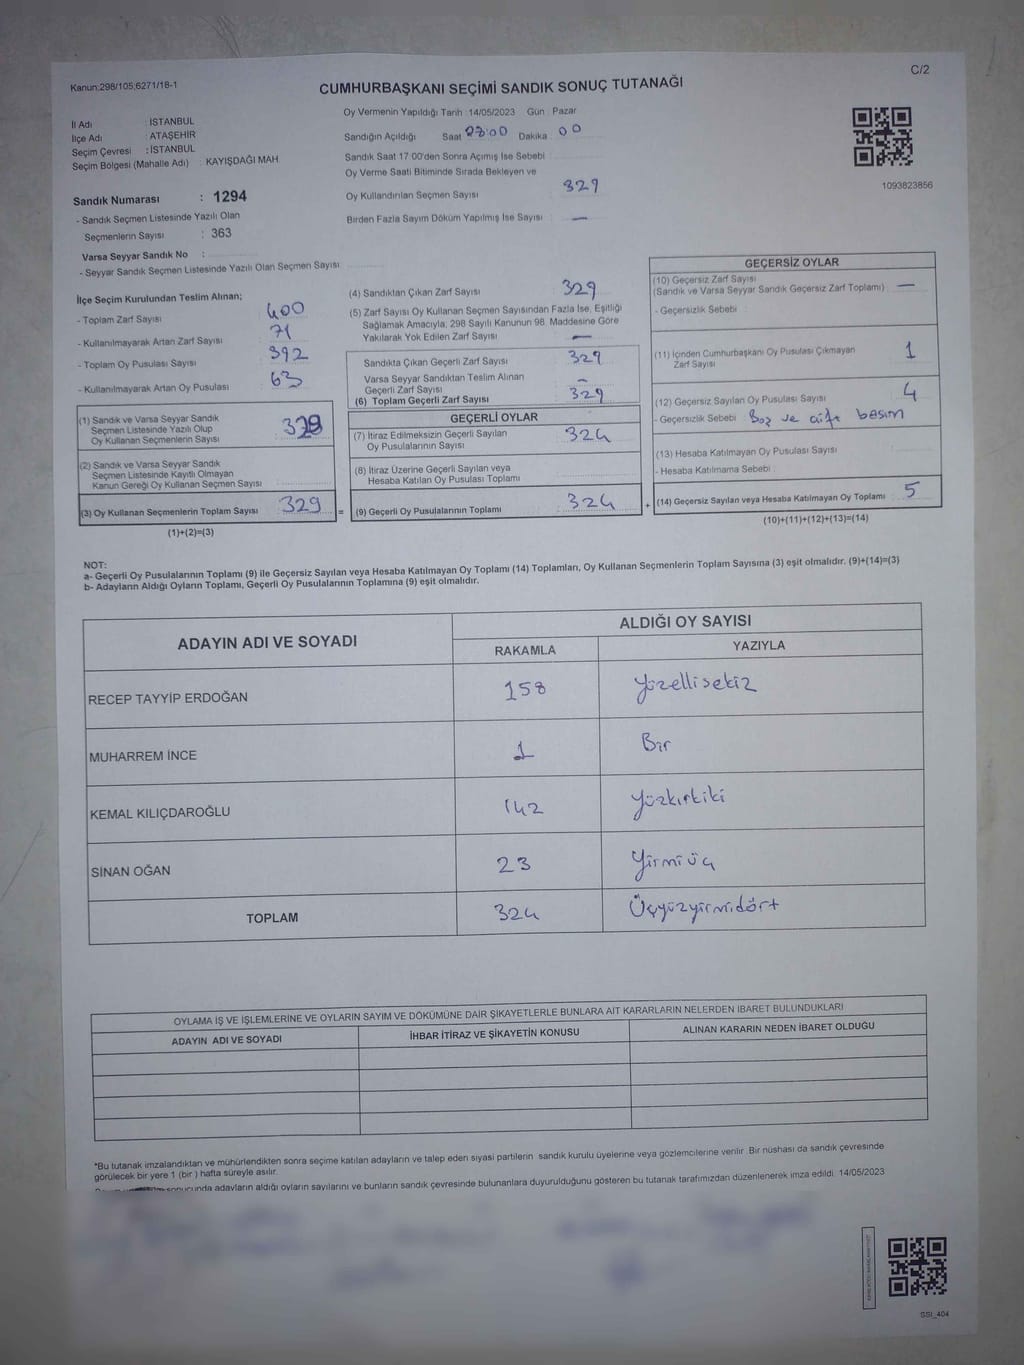 Kanun:298/105;6271/18-1
C/2
CUMHURBAŞKANI SEÇİMİ SANDIK SONUÇ TUTANAĞI
İl Adı : İSTANBUL
İlçe Adı : ATAŞEHİR
Seçim Çevresi : İSTANBUL
Seçim Bölgesi (Mahalle Adı) : KAYIŞDAĞI MAH.
Sandık Numarası : 1294
- Sandık Seçmen Listesinde Yazılı Olan
Seçmenlerin Sayısı : 363
Varsa Seyyar Sandık No :
- Seyyar Sandık Seçmen Listesinde Yazılı Olan Seçmen Sayısı
Oy Vermenin Yapıldığı Tarih : 14/05/2023 Gün : Pazar
Sandığın Açıldığı Saat Dakika 00
Sandık Saat 17:00'den Sonra Açılmış İse Sebebi
Oy Verme Saati Bitiminde Sırada Bekleyen ve
Oy Kullandırılan Seçmen Sayısı 329
Birden Fazla Sayım Döküm Yapılmış İse Sayısı : —
1093823856
İlçe Seçim Kurulundan Teslim Alınan;
- Toplam Zarf Sayısı : 400
- Kullanılmayarak Artan Zarf Sayısı : 71
- Toplam Oy Pusulası Sayısı : 392
- Kullanılmayarak Artan Oy Pusulası : 63
(1) Sandık ve Varsa Seyyar Sandık
Seçmen Listesinde Yazılı Olup
Oy Kullanan Seçmenlerin Sayısı 329
(2) Sandık ve Varsa Seyyar Sandık
Seçmen Listesinde Kayıtlı Olmayan
Kanun Gereği Oy Kullanan Seçmen Sayısı
(3) Oy Kullanan Seçmenlerin Toplam Sayısı 329
(1)+(2)=(3)
=
(4) Sandıktan Çıkan Zarf Sayısı 329
(5) Zarf Sayısı Oy Kullanan Seçmen Sayısından Fazla İse, Eşitliği
Sağlamak Amacıyla, 298 Sayılı Kanunun 98. Maddesine Göre
Yakılarak Yok Edilen Zarf Sayısı —
Sandıkta Çıkan Geçerli Zarf Sayısı : 329
Varsa Seyyar Sandıktan Teslim Alınan
Geçerli Zarf Sayısı : —
(6) Toplam Geçerli Zarf Sayısı : 329
GEÇERLİ OYLAR
(7) İtiraz Edilmeksizin Geçerli Sayılan
Oy Pusulalarının Sayısı : 324
(8) İtiraz Üzerine Geçerli Sayılan veya
Hesaba Katılan Oy Pusulası Toplamı
(9) Geçerli Oy Pusulalarının Toplamı : 324
+
GEÇERSİZ OYLAR
(10) Geçersiz Zarf Sayısı
(Sandık ve Varsa Seyyar Sandık Geçersiz Zarf Toplamı) : —
- Geçersizlik Sebebi :
(11) İçinden Cumhurbaşkanı Oy Pusulası Çıkmayan
Zarf Sayısı 1
(12) Geçersiz Sayılan Oy Pusulası Sayısı 4
- Geçersizlik Sebebi : Boş ve çift basım
(13) Hesaba Katılmayan Oy Pusulası Sayısı
- Hesaba Katılmama Sebebi :
(14) Geçersiz Sayılan veya Hesaba Katılmayan Oy Toplamı : 5
(10)+(11)+(12)+(13)=(14)
NOT:
a- Geçerli Oy Pusulalarının Toplamı (9) ile Geçersiz Sayılan veya Hesaba Katılmayan Oy Toplamı (14) Toplamları, Oy Kullanan Seçmenlerin Toplam Sayısına (3) eşit olmalıdır. (9)+(14)=(3)
b- Adayların Aldığı Oyların Toplamı, Geçerli Oy Pusulalarının Toplamına (9) eşit olmalıdır.
ADAYIN ADI VE SOYADI
ALDIĞI OY SAYISI
RAKAMLA YAZIYLA
RECEP TAYYİP ERDOĞAN 158 Yüzellisekiz
MUHARREM İNCE 1 Bir
KEMAL KILIÇDAROĞLU 142 Yüzkırkiki
SİNAN OĞAN 23 Yirmiüç
TOPLAM 324 Üçyüzyirmidört
OYLAMA İŞ VE İŞLEMLERİNE VE OYLARIN SAYIM VE DÖKÜMÜNE DAİR ŞİKAYETLERLE BUNLARA AİT KARARLARIN NELERDEN İBARET BULUNDUKLARI
ADAYIN ADI VE SOYADI İHBAR İTİRAZ VE ŞİKAYETİN KONUSU ALINAN KARARIN NEDEN İBARET OLDUĞU
*Bu tutanak imzalandıktan ve mühürlendikten sonra seçime katılan adayların ve talep eden siyasi partilerin sandık kurulu üyelerine veya gözlemcilerine verilir. Bir nüshası da sandık çevresinde
görülecek bir yere 1 (bir ) hafta süreyle asılır.
sonucunda adayların aldığı oyların sayılarını ve bunların sandık çevresinde bulunanlara duyurulduğunu gösteren bu tutanak tarafımızdan düzenlenerek imza edildi. 14/05/2023
SSI_404